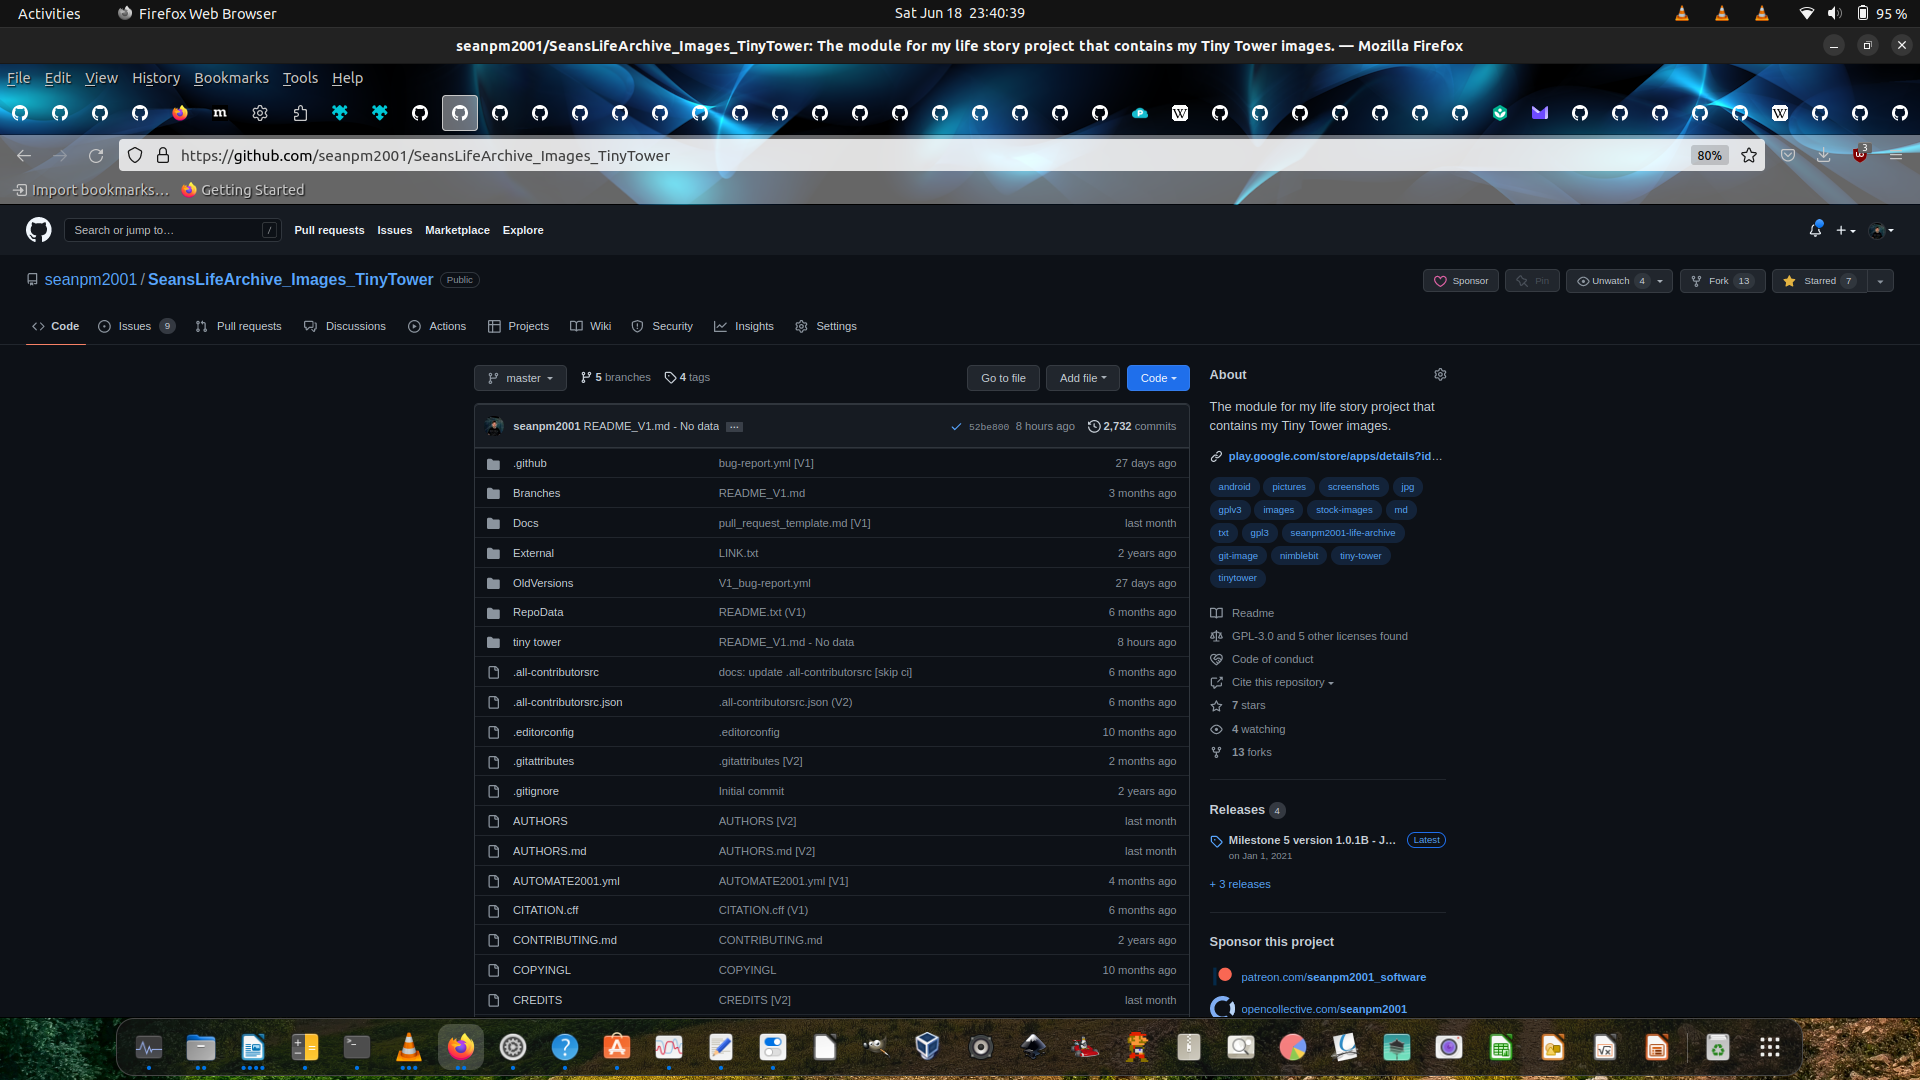 Activities
Firefox Web Browser
Sat Jun 18 23:40:39
95 %
seanpm2001/SeansLifeArchive_Images_TinyTower: The module for my life story project that contains my Tiny Tower images. — Mozilla Firefox
File Edit View History Bookmarks Tools Help
https://github.com/seanpm2001/SeansLifeArchive_Images_TinyTower
80%
3
Import bookmarks…
Getting Started
Search or jump to…
/
Pull requests
Issues
Marketplace
Explore
seanpm2001 / SeansLifeArchive_Images_TinyTower
Public
Sponsor
Pin
Unwatch 4
Fork 13
Starred 7
Code
Issues 9
Pull requests
Discussions
Actions
Projects
Wiki
Security
Insights
Settings
master
5 branches
4 tags
Go to file
Add file
Code
seanpm2001 README_V1.md - No data ...
52be800 8 hours ago
2,732 commits
.github bug-report.yml [V1] 27 days ago
Branches README_V1.md 3 months ago
Docs pull_request_template.md [V1] last month
External LINK.txt 2 years ago
OldVersions V1_bug-report.yml 27 days ago
RepoData README.txt (V1) 6 months ago
tiny tower README_V1.md - No data 8 hours ago
.all-contributorsrc docs: update .all-contributorsrc [skip ci] 6 months ago
.all-contributorsrc.json .all-contributorsrc.json (V2) 6 months ago
.editorconfig .editorconfig 10 months ago
.gitattributes .gitattributes [V2] 2 months ago
.gitignore Initial commit 2 years ago
AUTHORS AUTHORS [V2] last month
AUTHORS.md AUTHORS.md [V2] last month
AUTOMATE2001.yml AUTOMATE2001.yml [V1] 4 months ago
CITATION.cff CITATION.cff (V1) 6 months ago
CONTRIBUTING.md CONTRIBUTING.md 2 years ago
COPYINGL COPYINGL 10 months ago
CREDITS CREDITS [V2] last month
About
The module for my life story project that
contains my Tiny Tower images.
play.google.com/store/apps/details?id…
android pictures screenshots jpg
gplv3 images stock-images md
txt gpl3 seanpm2001-life-archive
git-image nimblebit tiny-tower
tinytower
Readme
GPL-3.0 and 5 other licenses found
Code of conduct
Cite this repository
7 stars
4 watching
13 forks
Releases 4
Milestone 5 version 1.0.1B - J… Latest
on Jan 1, 2021
+ 3 releases
Sponsor this project
patreon.com/seanpm2001_software
opencollective.com/seanpm2001